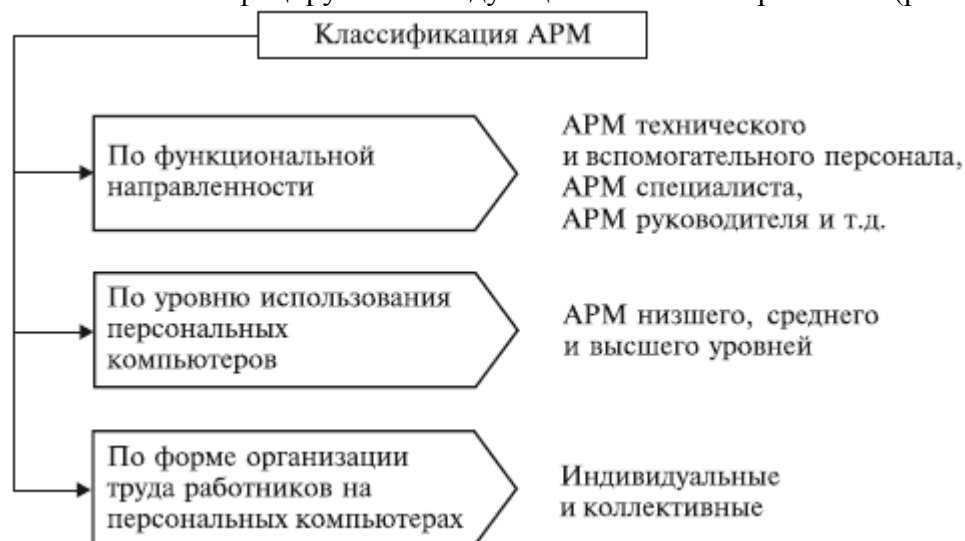 Классификация АРМ
По функциональной
направленности
АРМ технического
и вспомогательного персонала,
АРМ специалиста,
АРМ руководителя и т.д.
По уровню использования
персональных
компьютеров
АРМ низшего, среднего
и высшего уровней
По форме организации
труда работников на
персональных компьютерах
Индивидуальные
и коллективные